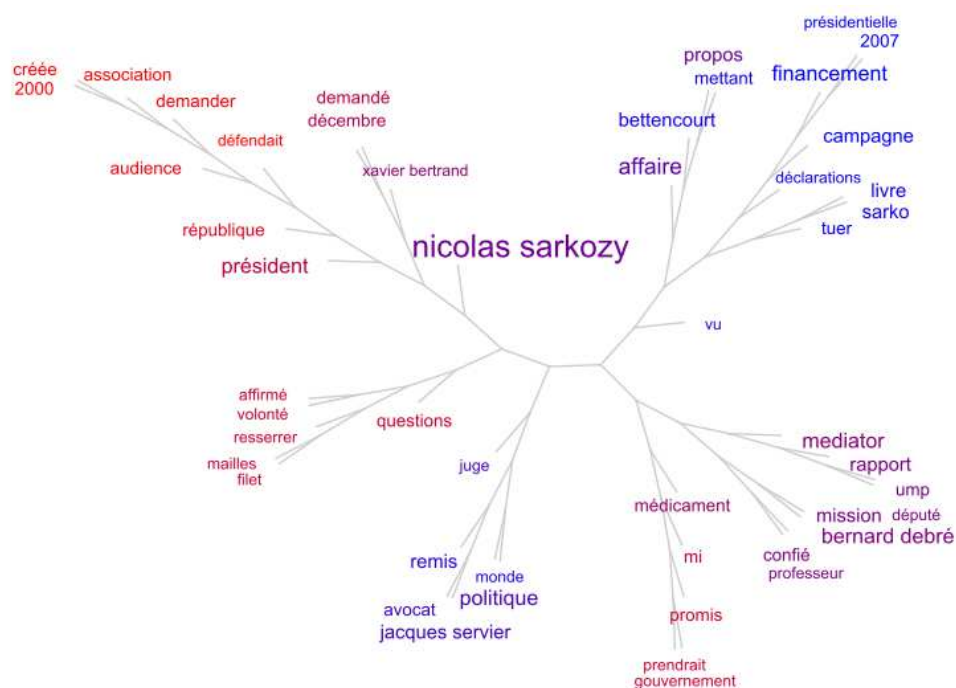 présidentielle
2007
propos
mettant
financement
créée
2000
association
demander
demandé
décembre
bettencourt
campagne
défendait
audience
xavier bertrand
affaire
déclarations
livre
sarko
tuer
république
président
nicolas sarkozy
vu
affirmé
volonté
resserrer
mailles
filet
questions
juge
mediator
rapport
ump
médicament
mission
député
bernard debré
confié
professeur
mi
remis
monde
politique
avocat
jacques servier
promis
prendrait
gouvernement